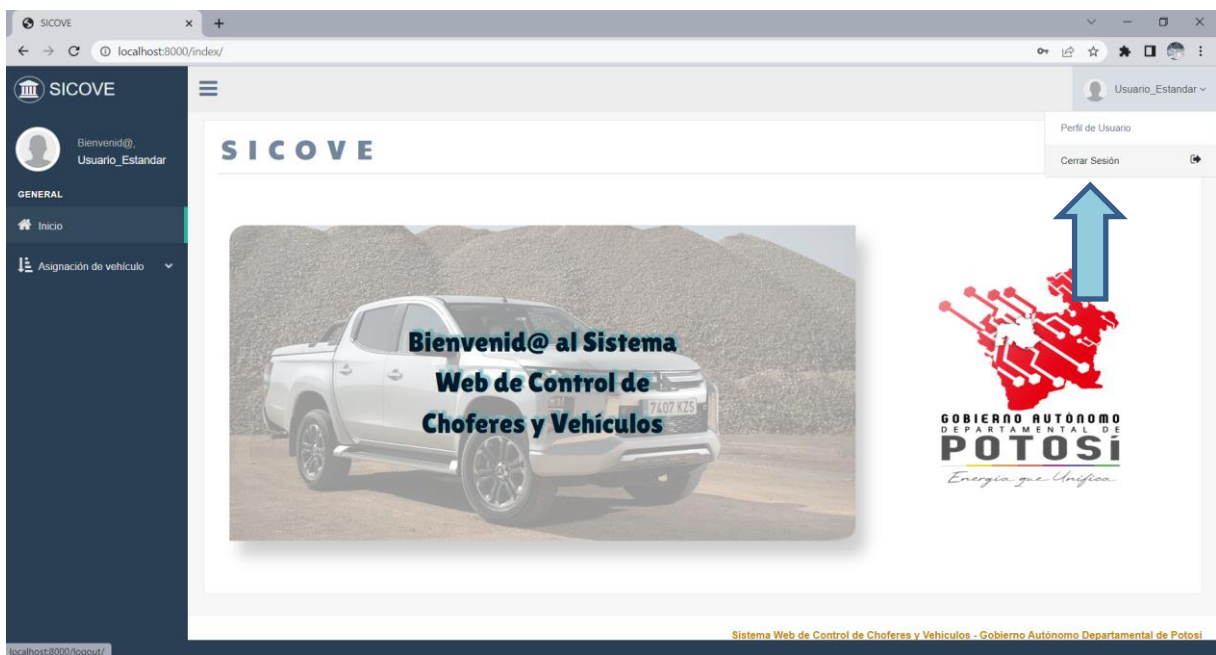 SICOVE
localhost:8000/index/
SICOVE
Usuario_Estandar
Bienvenid@,
Usuario_Estandar
Perfil de Usuario
Cerrar Sesión
SICOVE
GENERAL
Inicio
Asignación de vehículo
Bienvenid@ al Sistema
Web de Control de
Choferes y Vehículos
7407 KZS
GOBIERNO AUTÓNOMO
DEPARTAMENTAL DE
POTOSÍ
Energía que Unifica
Sistema Web de Control de Choferes y Vehículos - Gobierno Autónomo Departamental de Potosí
localhost:8000/logout/